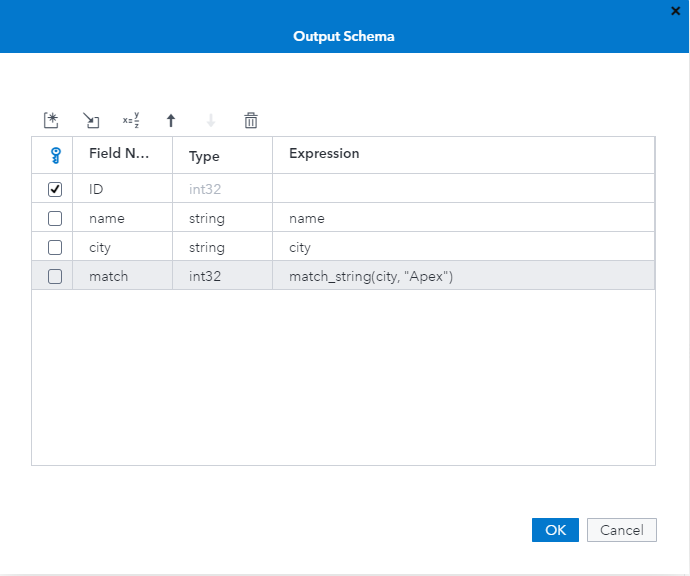 Output Schema
x= y/z
Field N... Type Expression
ID int32
name string name
city string city
match int32 match_string(city, "Apex")
OK Cancel